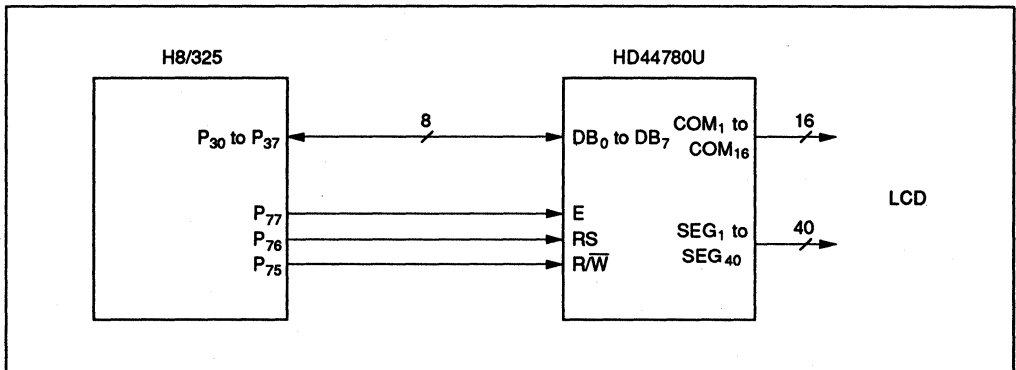 H8/325
HD44780U
P30 to P37
8
DB0 to DB7
COM1 to
COM16
16
P77
E
P76
RS
P75
R/W̅
SEG1 to
SEG40
40
LCD